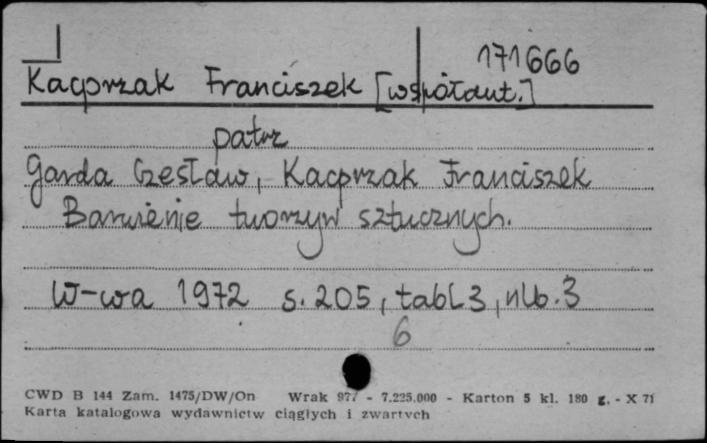 171666
Kacprzak Franciszek [współaut.]
patrz
Garda Czesław, Kacprzak Franciszek
Barwienie tworzyw sztucznych.
W-wa 1972 s. 205, tabl. 3, nlb. 3
6
CWD B 144 Zam. 1475/DW/On Wrak 977 - 7.225.000 - Karton 5 kl. 180 g. - X 71
Karta katalogowa wydawnictw ciągłych i zwartych